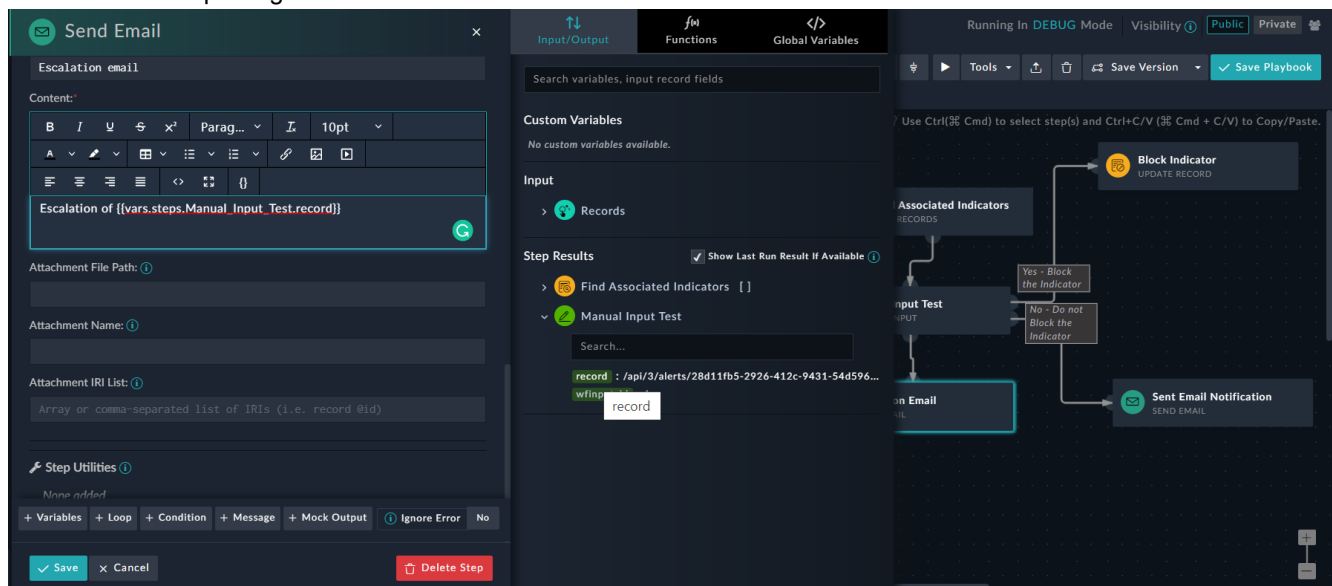 Send Email
×
Escalation email
Content:*
B I U S x² Parag... Ix 10pt
A
{}
Escalation of {{vars.steps.Manual_Input_Test.record}}
Attachment File Path:
Attachment Name:
Attachment IRI List:
Array or comma-separated list of IRIs (i.e. record @id)
Step Utilities
None added
+ Variables + Loop + Condition + Message + Mock Output Ignore Error No
Save × Cancel Delete Step
Input/Output Functions Global Variables
Search variables, input record fields
Custom Variables
No custom variables available.
Input
Records
Step Results Show Last Run Result If Available
Find Associated Indicators [ ]
Manual Input Test
Search...
record : /api/3/alerts/28d11fb5-2926-412c-9431-54d596...
record
Running In DEBUG Mode Visibility Public Private
Tools Save Version Save Playbook
Use Ctrl(⌘ Cmd) to select step(s) and Ctrl+C/V (⌘ Cmd + C/V) to Copy/Paste.
Block Indicator
UPDATE RECORD
Associated Indicators
RECORDS
Yes - Block
the Indicator
nput Test
NPUT
No - Do not
Block the
Indicator
on Email
AIL
Sent Email Notification
SEND EMAIL